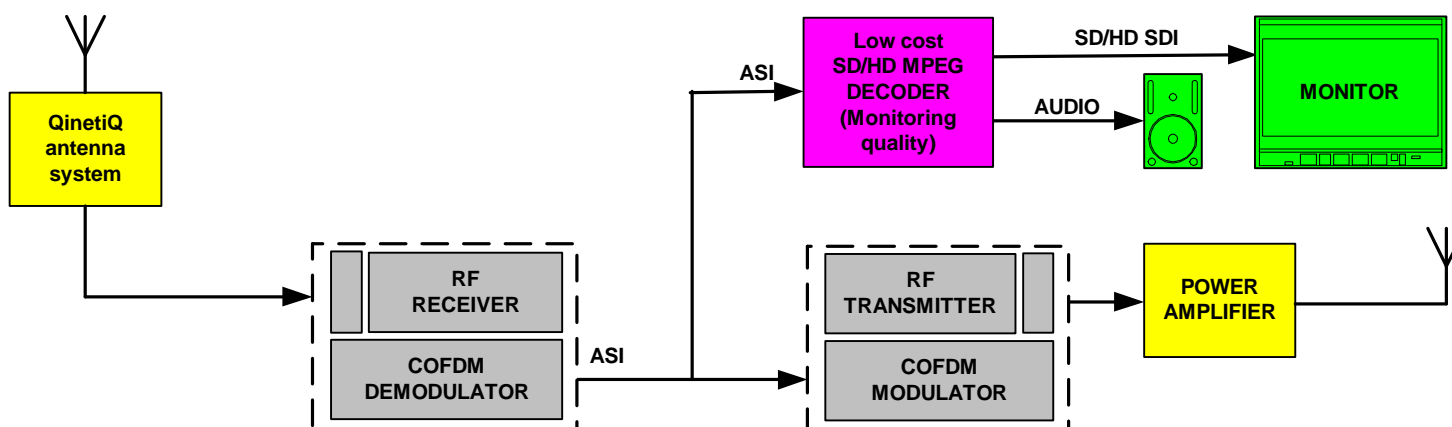 QinetiQ
antenna
system
RF
RECEIVER
COFDM
DEMODULATOR
ASI
ASI
Low cost
SD/HD MPEG
DECODER
(Monitoring
quality)
SD/HD SDI
AUDIO
MONITOR
RF
TRANSMITTER
COFDM
MODULATOR
POWER
AMPLIFIER